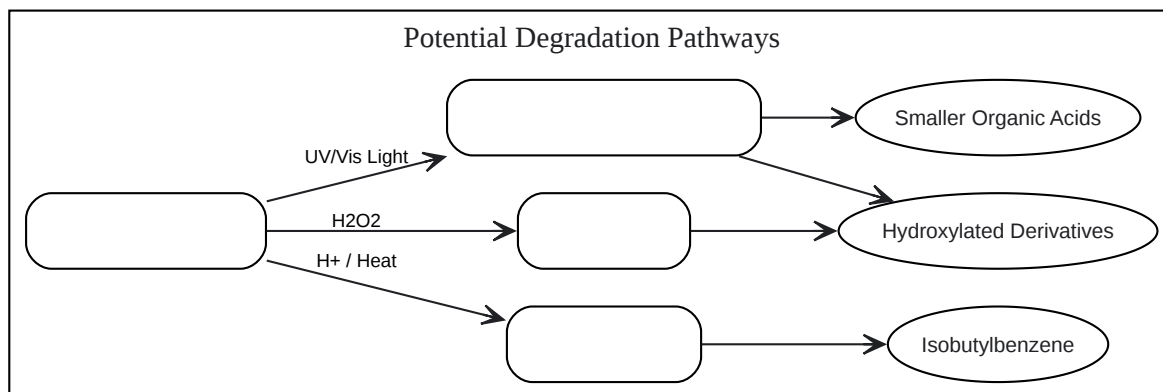 Potential Degradation Pathways
Smaller Organic Acids
UV/Vis Light
H2O2
Hydroxylated Derivatives
H+ / Heat
Isobutylbenzene